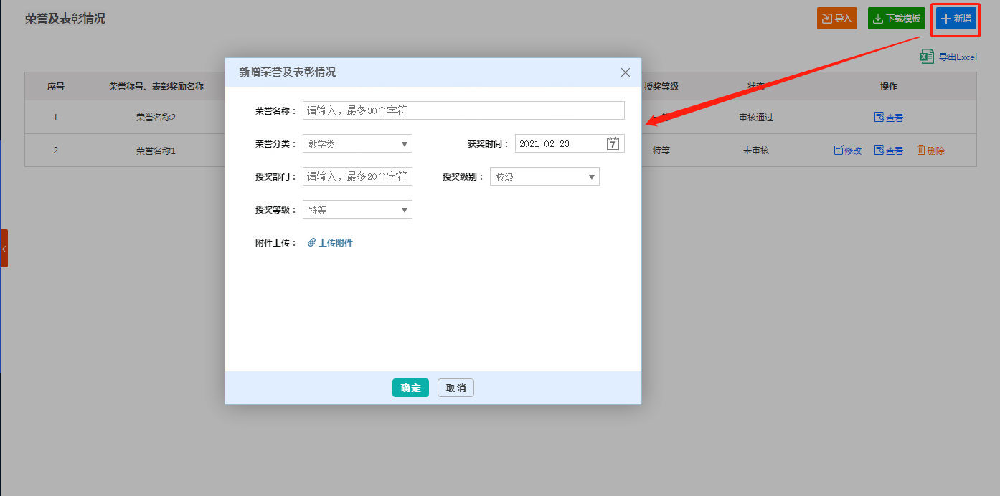 荣誉及表彰情况
导入
下载模板
新增
导出Excel
序号 荣誉称号、表彰奖励名称 授奖等级 操作
1 荣誉名称2 审核通过 查看
2 荣誉名称1 特等 未审核 修改 查看 删除
新增荣誉及表彰情况
荣誉名称： 请输入，最多30个字符
荣誉分类： 教学类 获奖时间： 2021-02-23
7
授奖部门： 请输入，最多20个字符 授奖级别： 校级
授奖等级： 特等
附件上传： 上传附件
确定 取消